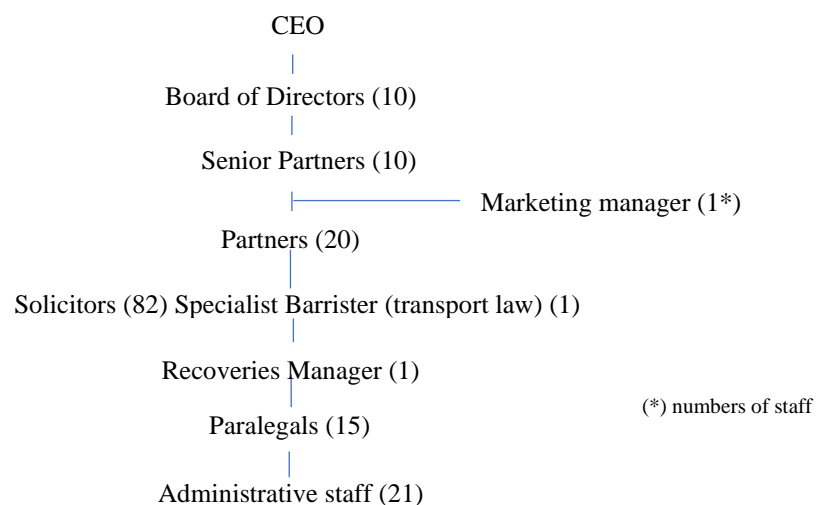 CEO
Board of Directors (10)
Senior Partners (10)
Marketing manager (1*)
Partners (20)
Solicitors (82) Specialist Barrister (transport law) (1)
Recoveries Manager (1)
(*) numbers of staff
Paralegals (15)
Administrative staff (21)